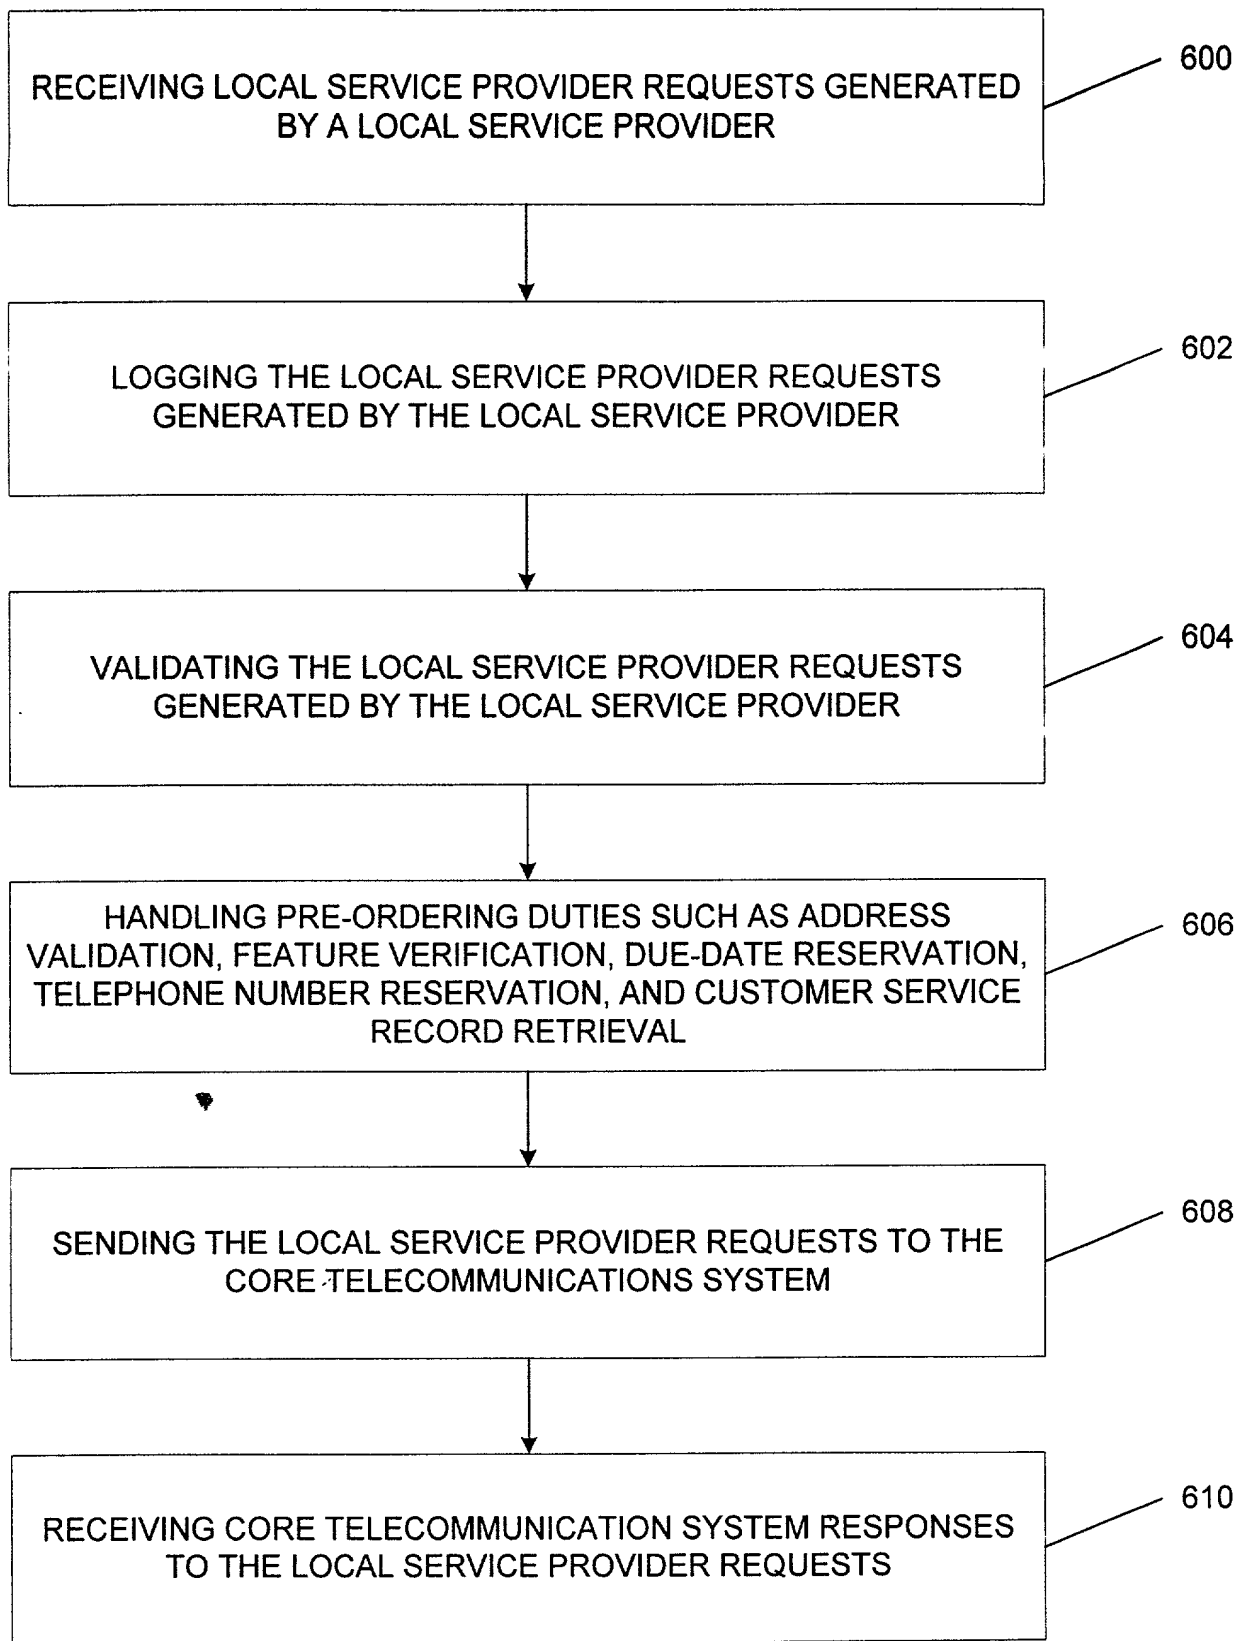 RECEIVING LOCAL SERVICE PROVIDER REQUESTS GENERATED
BY A LOCAL SERVICE PROVIDER
600
LOGGING THE LOCAL SERVICE PROVIDER REQUESTS
GENERATED BY THE LOCAL SERVICE PROVIDER
602
VALIDATING THE LOCAL SERVICE PROVIDER REQUESTS
GENERATED BY THE LOCAL SERVICE PROVIDER
604
HANDLING PRE-ORDERING DUTIES SUCH AS ADDRESS
VALIDATION, FEATURE VERIFICATION, DUE-DATE RESERVATION,
TELEPHONE NUMBER RESERVATION, AND CUSTOMER SERVICE
RECORD RETRIEVAL
606
SENDING THE LOCAL SERVICE PROVIDER REQUESTS TO THE
CORE TELECOMMUNICATIONS SYSTEM
608
RECEIVING CORE TELECOMMUNICATION SYSTEM RESPONSES
TO THE LOCAL SERVICE PROVIDER REQUESTS
610